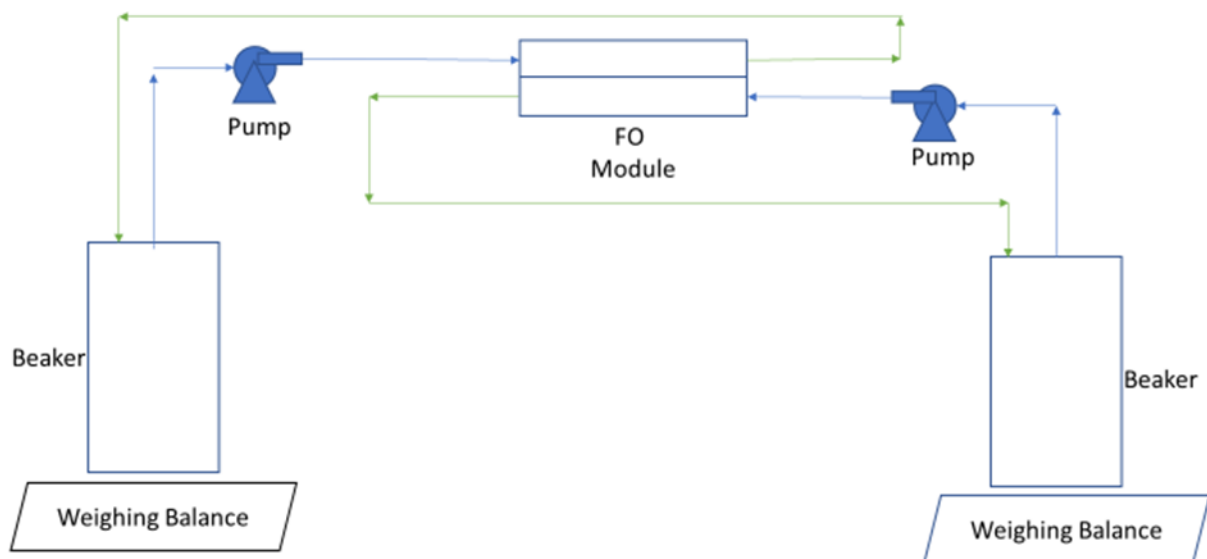 Pump
FO
Module
Pump
Beaker
Beaker
Weighing Balance
Weighing Balance